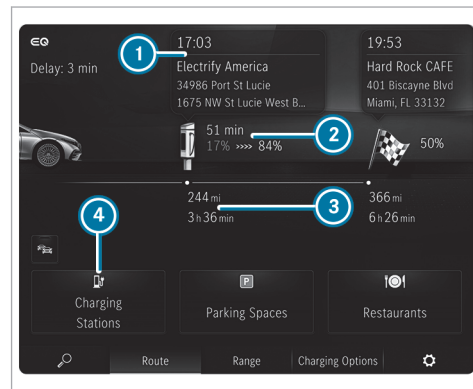 EQ
Delay: 3 min
17:03
Electrify America
34986 Port St Lucie
1675 NW St Lucie West B...
19:53
Hard Rock CAFE
401 Biscayne Blvd
Miami, FL 33132
1
51 min
17% »»» 84%
2
50%
244 mi
3 h 36 min
3
366 mi
6 h 26 min
4
Charging
Stations
P
Parking Spaces
Restaurants
Route
Range
Charging Options